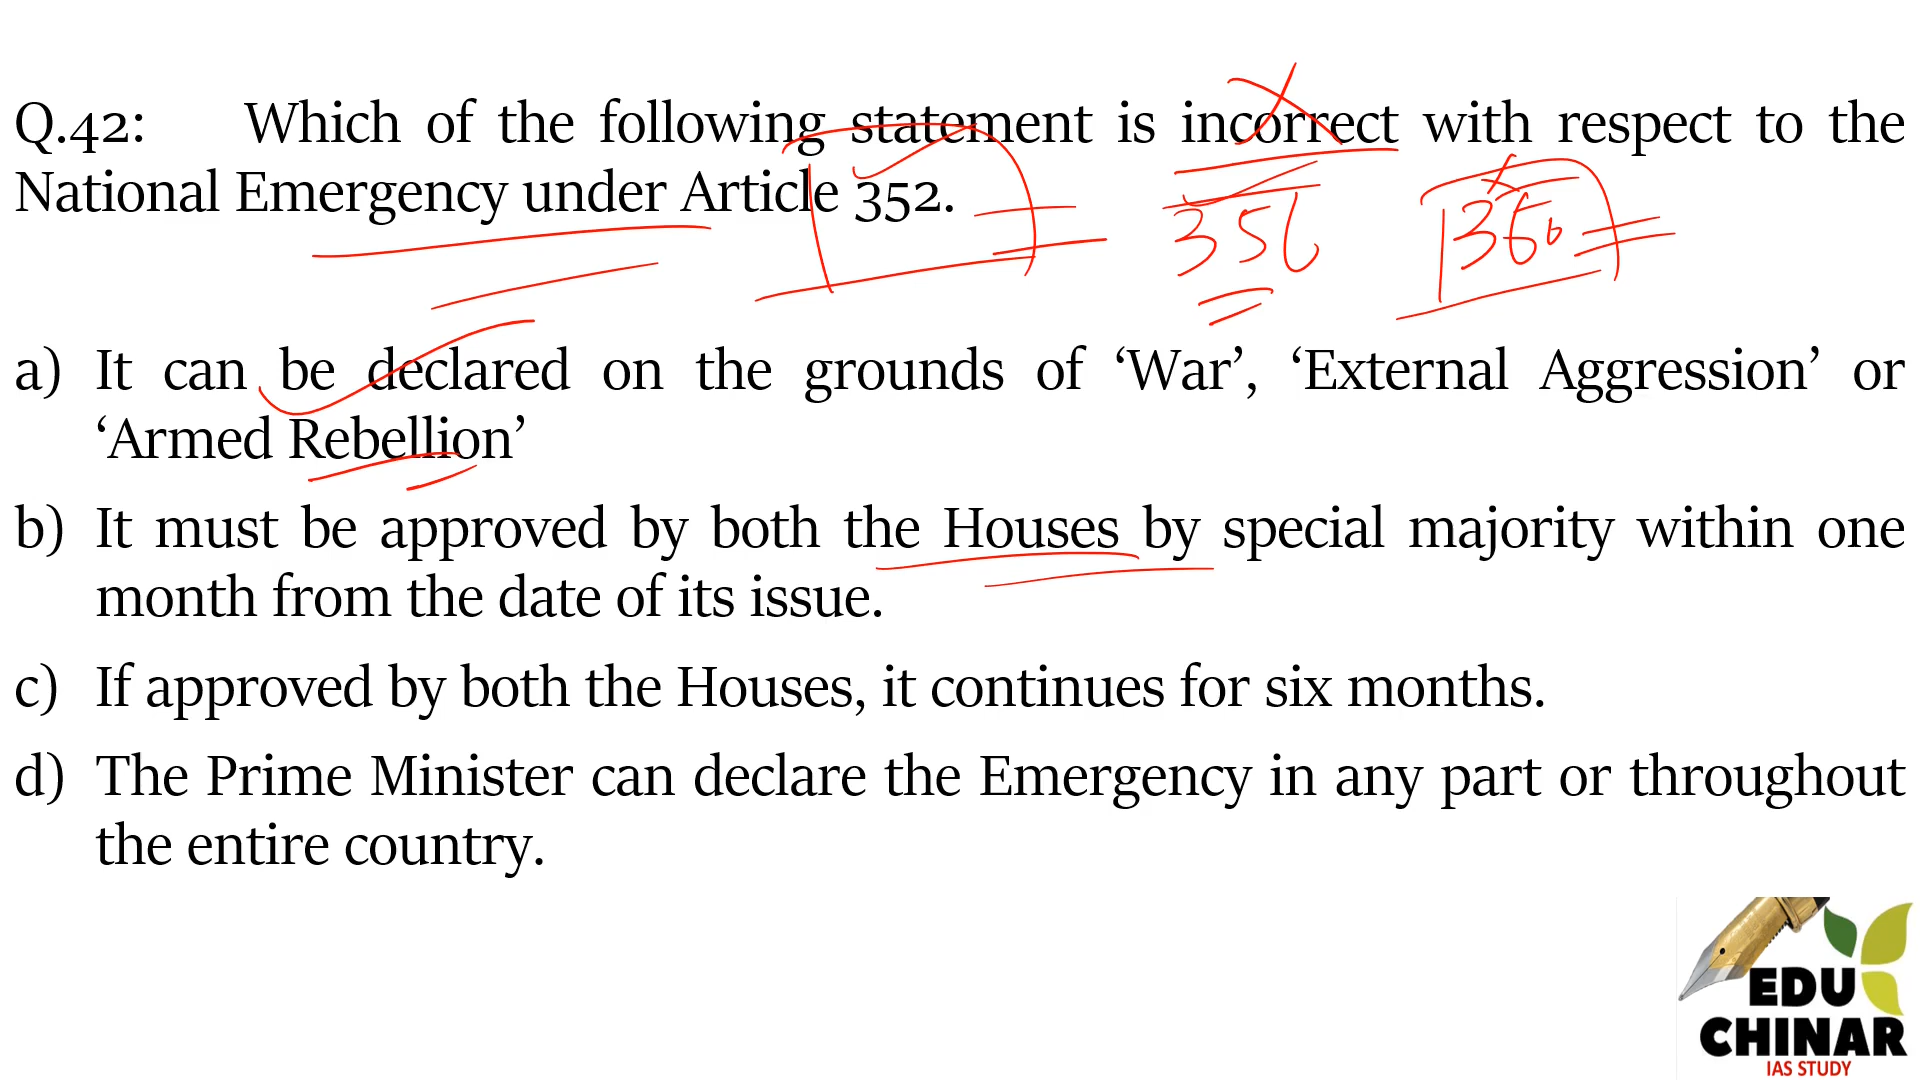 Q.42: Which of the following statement is incorrect with respect to the
National Emergency under Article 352.
356 360
a) It can be declared on the grounds of ‘War’, ‘External Aggression’ or
‘Armed Rebellion’
b) It must be approved by both the Houses by special majority within one
month from the date of its issue.
c) If approved by both the Houses, it continues for six months.
d) The Prime Minister can declare the Emergency in any part or throughout
the entire country.
EDU
CHINAR
IAS STUDY